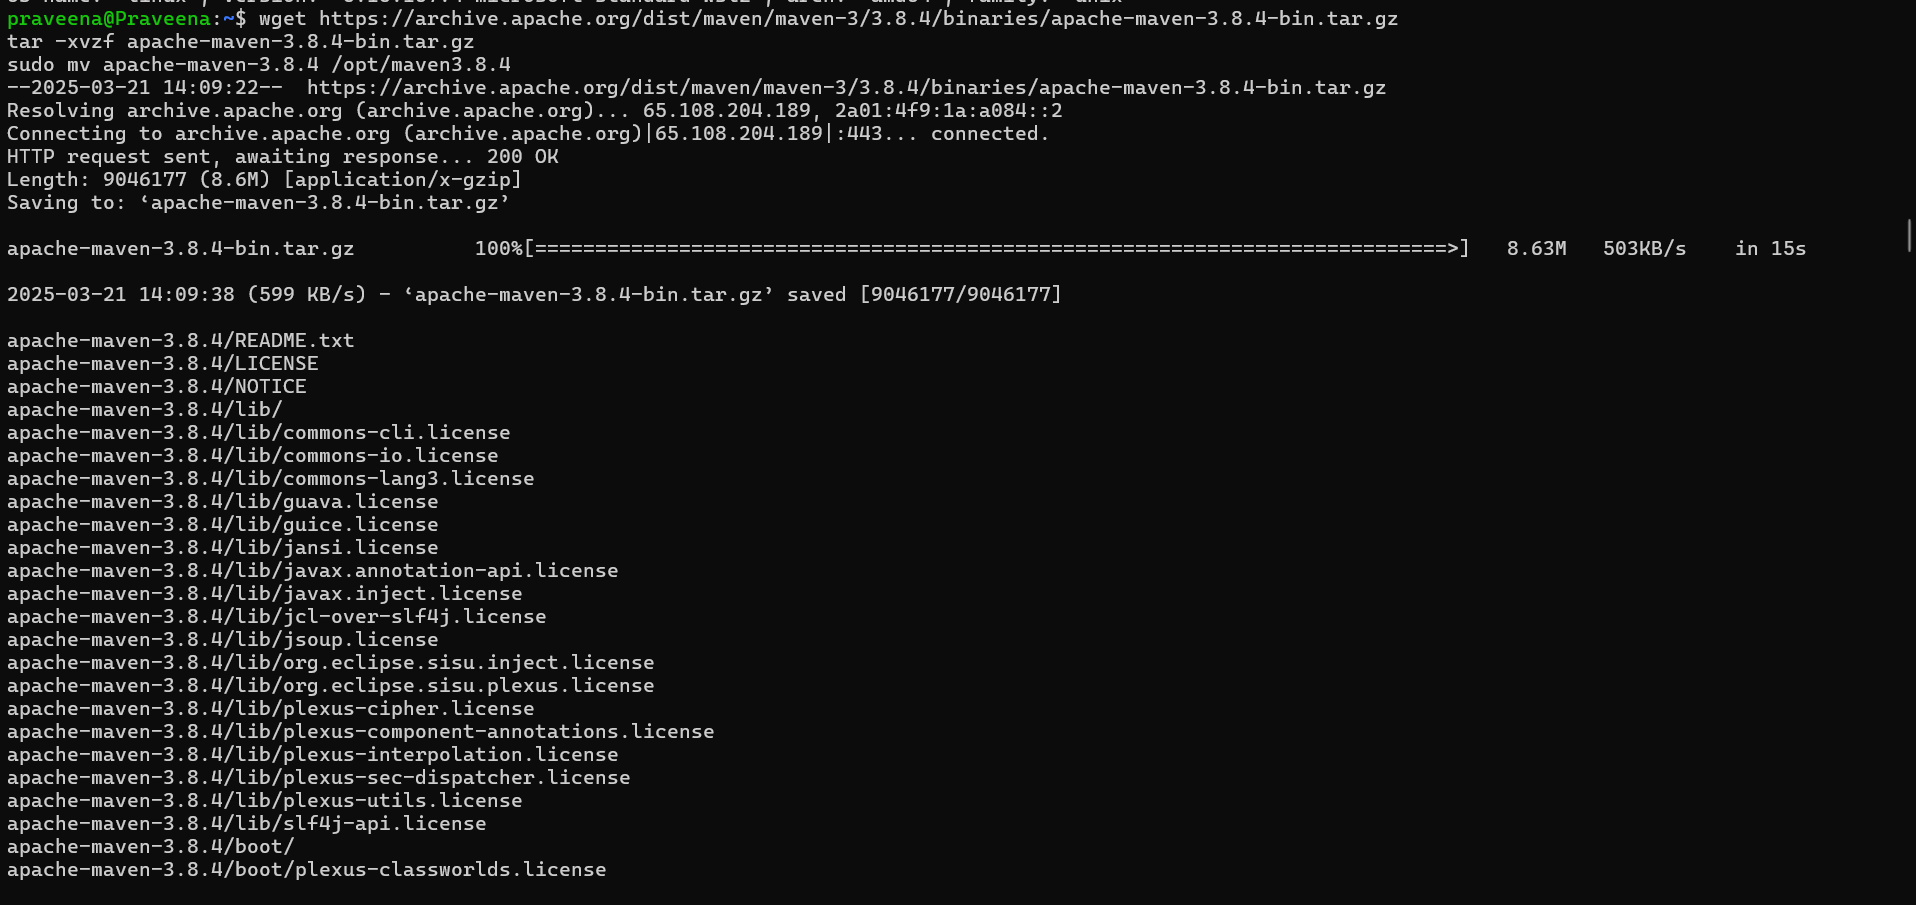 praveena@Praveena:~$ wget https://archive.apache.org/dist/maven/maven-3/3.8.4/binaries/apache-maven-3.8.4-bin.tar.gz
tar -xvzf apache-maven-3.8.4-bin.tar.gz
sudo mv apache-maven-3.8.4 /opt/maven3.8.4
--2025-03-21 14:09:22--  https://archive.apache.org/dist/maven/maven-3/3.8.4/binaries/apache-maven-3.8.4-bin.tar.gz
Resolving archive.apache.org (archive.apache.org)... 65.108.204.189, 2a01:4f9:1a:a084::2
Connecting to archive.apache.org (archive.apache.org)|65.108.204.189|:443... connected.
HTTP request sent, awaiting response... 200 OK
Length: 9046177 (8.6M) [application/x-gzip]
Saving to: ‘apache-maven-3.8.4-bin.tar.gz’
apache-maven-3.8.4-bin.tar.gz          100%[============================================================================>]   8.63M   503KB/s    in 15s
2025-03-21 14:09:38 (599 KB/s) - ‘apache-maven-3.8.4-bin.tar.gz’ saved [9046177/9046177]
apache-maven-3.8.4/README.txt
apache-maven-3.8.4/LICENSE
apache-maven-3.8.4/NOTICE
apache-maven-3.8.4/lib/
apache-maven-3.8.4/lib/commons-cli.license
apache-maven-3.8.4/lib/commons-io.license
apache-maven-3.8.4/lib/commons-lang3.license
apache-maven-3.8.4/lib/guava.license
apache-maven-3.8.4/lib/guice.license
apache-maven-3.8.4/lib/jansi.license
apache-maven-3.8.4/lib/javax.annotation-api.license
apache-maven-3.8.4/lib/javax.inject.license
apache-maven-3.8.4/lib/jcl-over-slf4j.license
apache-maven-3.8.4/lib/jsoup.license
apache-maven-3.8.4/lib/org.eclipse.sisu.inject.license
apache-maven-3.8.4/lib/org.eclipse.sisu.plexus.license
apache-maven-3.8.4/lib/plexus-cipher.license
apache-maven-3.8.4/lib/plexus-component-annotations.license
apache-maven-3.8.4/lib/plexus-interpolation.license
apache-maven-3.8.4/lib/plexus-sec-dispatcher.license
apache-maven-3.8.4/lib/plexus-utils.license
apache-maven-3.8.4/lib/slf4j-api.license
apache-maven-3.8.4/boot/
apache-maven-3.8.4/boot/plexus-classworlds.license